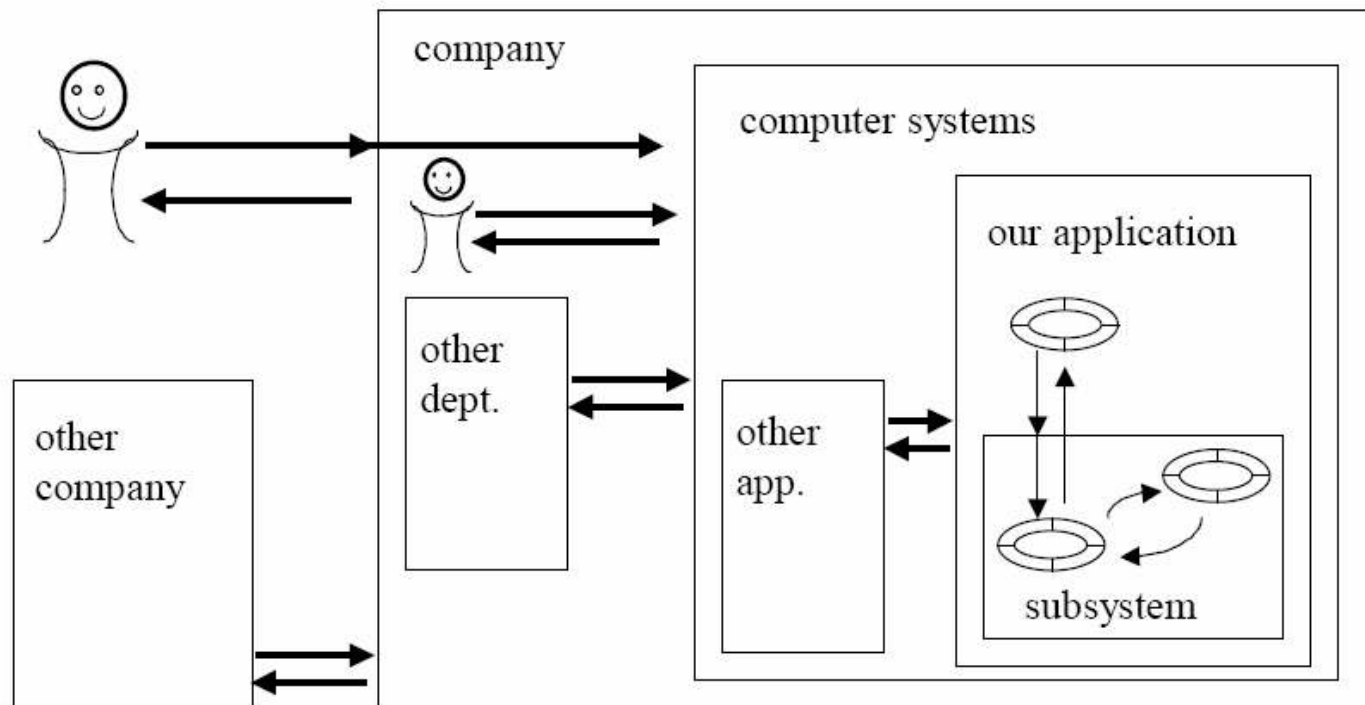 company
computer systems
our application
other
dept.
other
company
other
app.
subsystem